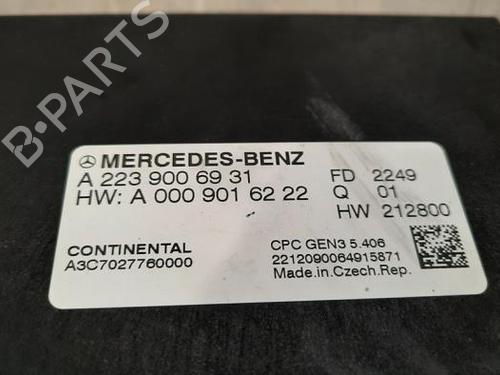 MERCEDES-BENZ
A 223 900 69 31
HW: A 000 901 62 22
FD 2249
Q 01
HW 212800
CONTINENTAL
A3C7027760000
CPC GEN3 5.406
2212090064915871
Made.in.Czech.Rep.
B-PARTS